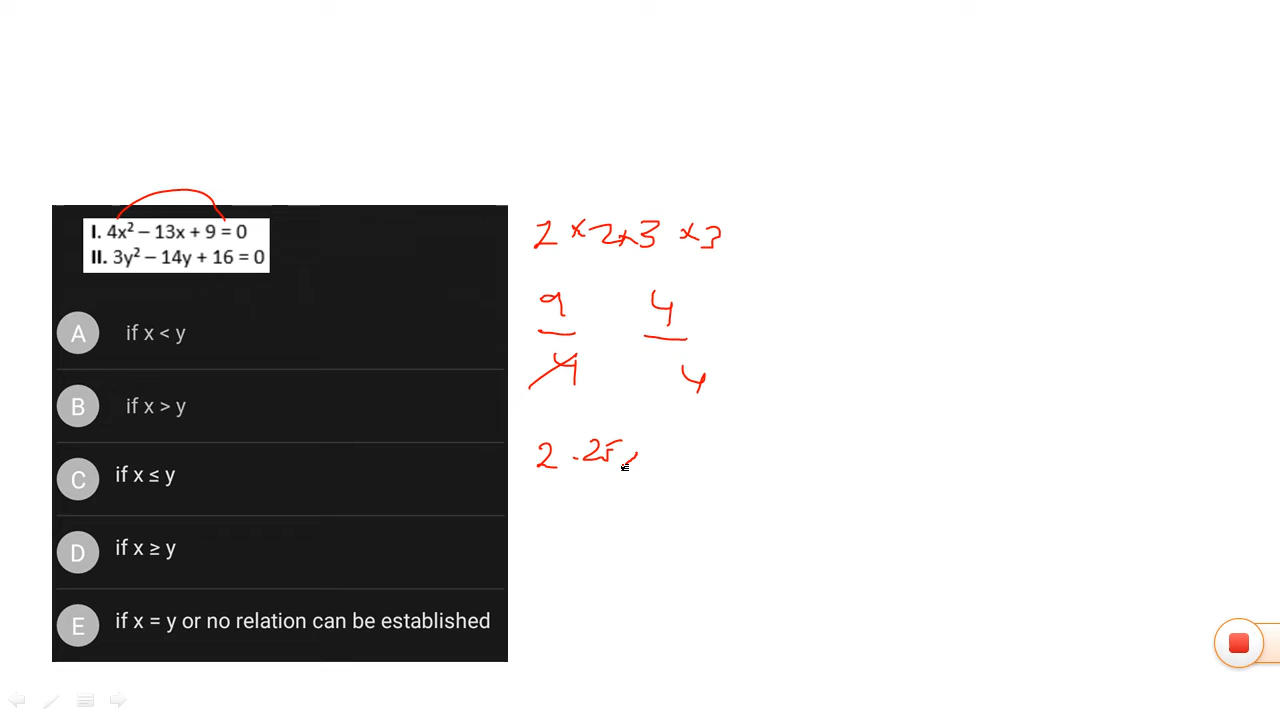 I. 4x² – 13x + 9 = 0
II. 3y² – 14y + 16 = 0
A if x < y
B if x > y
C if x ≤ y
D if x ≥ y
E if x = y or no relation can be established
2 × 2 × 3 × 3
9 4
4 4
2.25